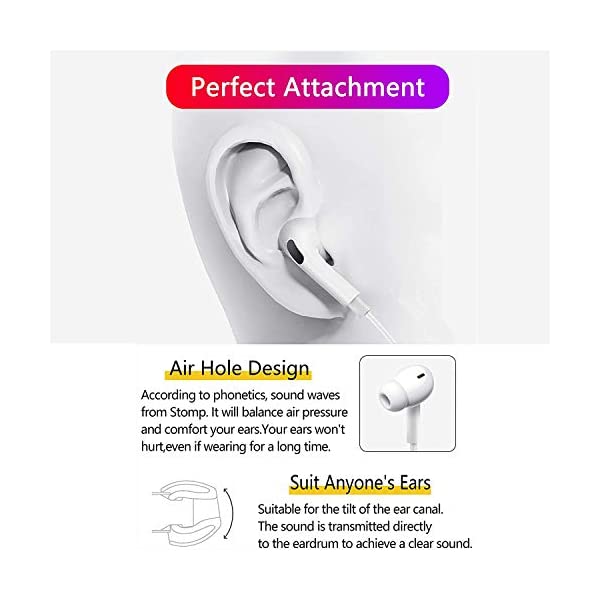 Perfect Attachment
Air Hole Design
According to phonetics, sound waves
from Stomp. It will balance air pressure
and comfort your ears.Your ears won't
hurt,even if wearing for a long time.
Suit Anyone's Ears
Suitable for the tilt of the ear canal.
The sound is transmitted directly
to the eardrum to achieve a clear sound.